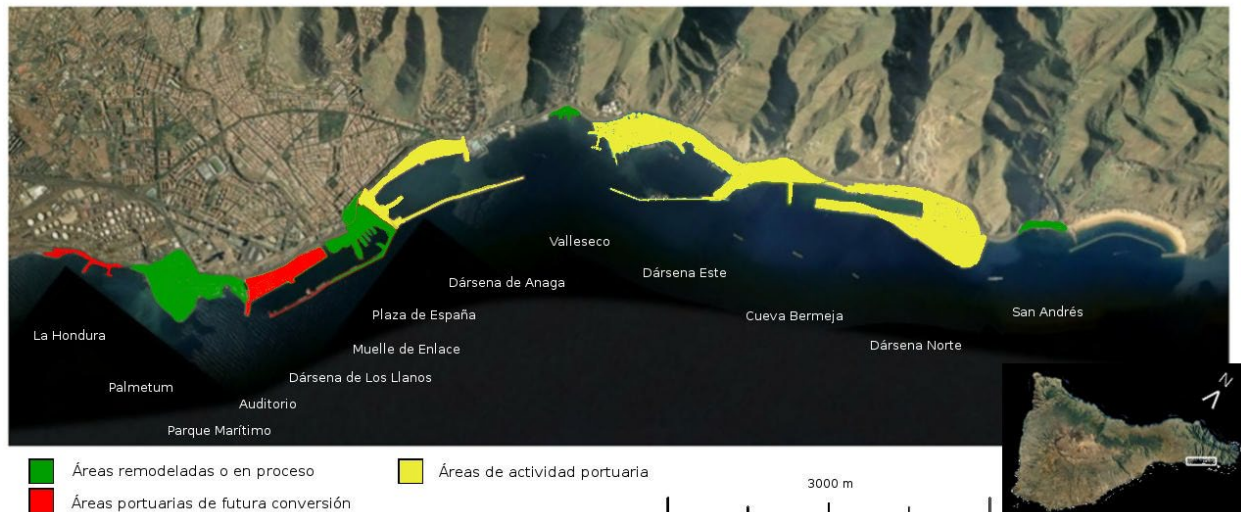 Valleseco
Dársena Este
Dársena de Anaga
San Andrés
Plaza de España
Cueva Bermeja
La Hondura
Muelle de Enlace
Dársena Norte
Dársena de Los Llanos
Palmetum
Auditorio
Parque Marítimo
N
Áreas remodeladas o en proceso
Áreas de actividad portuaria
3000 m
Áreas portuarias de futura conversión